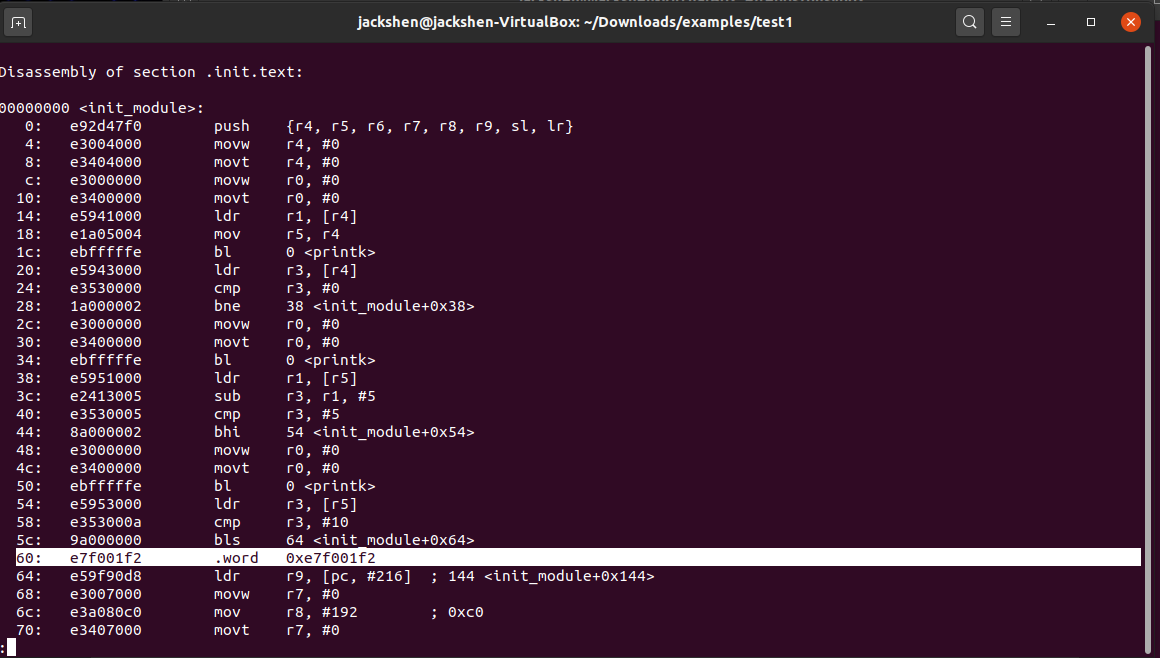 jackshen@jackshen-VirtualBox: ~/Downloads/examples/test1
Disassembly of section .init.text:
00000000 <init_module>:
0: e92d47f0 push {r4, r5, r6, r7, r8, r9, sl, lr}
4: e3004000 movw r4, #0
8: e3404000 movt r4, #0
c: e3000000 movw r0, #0
10: e3400000 movt r0, #0
14: e5941000 ldr r1, [r4]
18: e1a05004 mov r5, r4
1c: ebfffffe bl 0 <printk>
20: e5943000 ldr r3, [r4]
24: e3530000 cmp r3, #0
28: 1a000002 bne 38 <init_module+0x38>
2c: e3000000 movw r0, #0
30: e3400000 movt r0, #0
34: ebfffffe bl 0 <printk>
38: e5951000 ldr r1, [r5]
3c: e2413005 sub r3, r1, #5
40: e3530005 cmp r3, #5
44: 8a000002 bhi 54 <init_module+0x54>
48: e3000000 movw r0, #0
4c: e3400000 movt r0, #0
50: ebfffffe bl 0 <printk>
54: e5953000 ldr r3, [r5]
58: e353000a cmp r3, #10
5c: 9a000000 bls 64 <init_module+0x64>
60: e7f001f2 .word 0xe7f001f2
64: e59f90d8 ldr r9, [pc, #216] ; 144 <init_module+0x144>
68: e3007000 movw r7, #0
6c: e3a080c0 mov r8, #192 ; 0xc0
70: e3407000 movt r7, #0
: